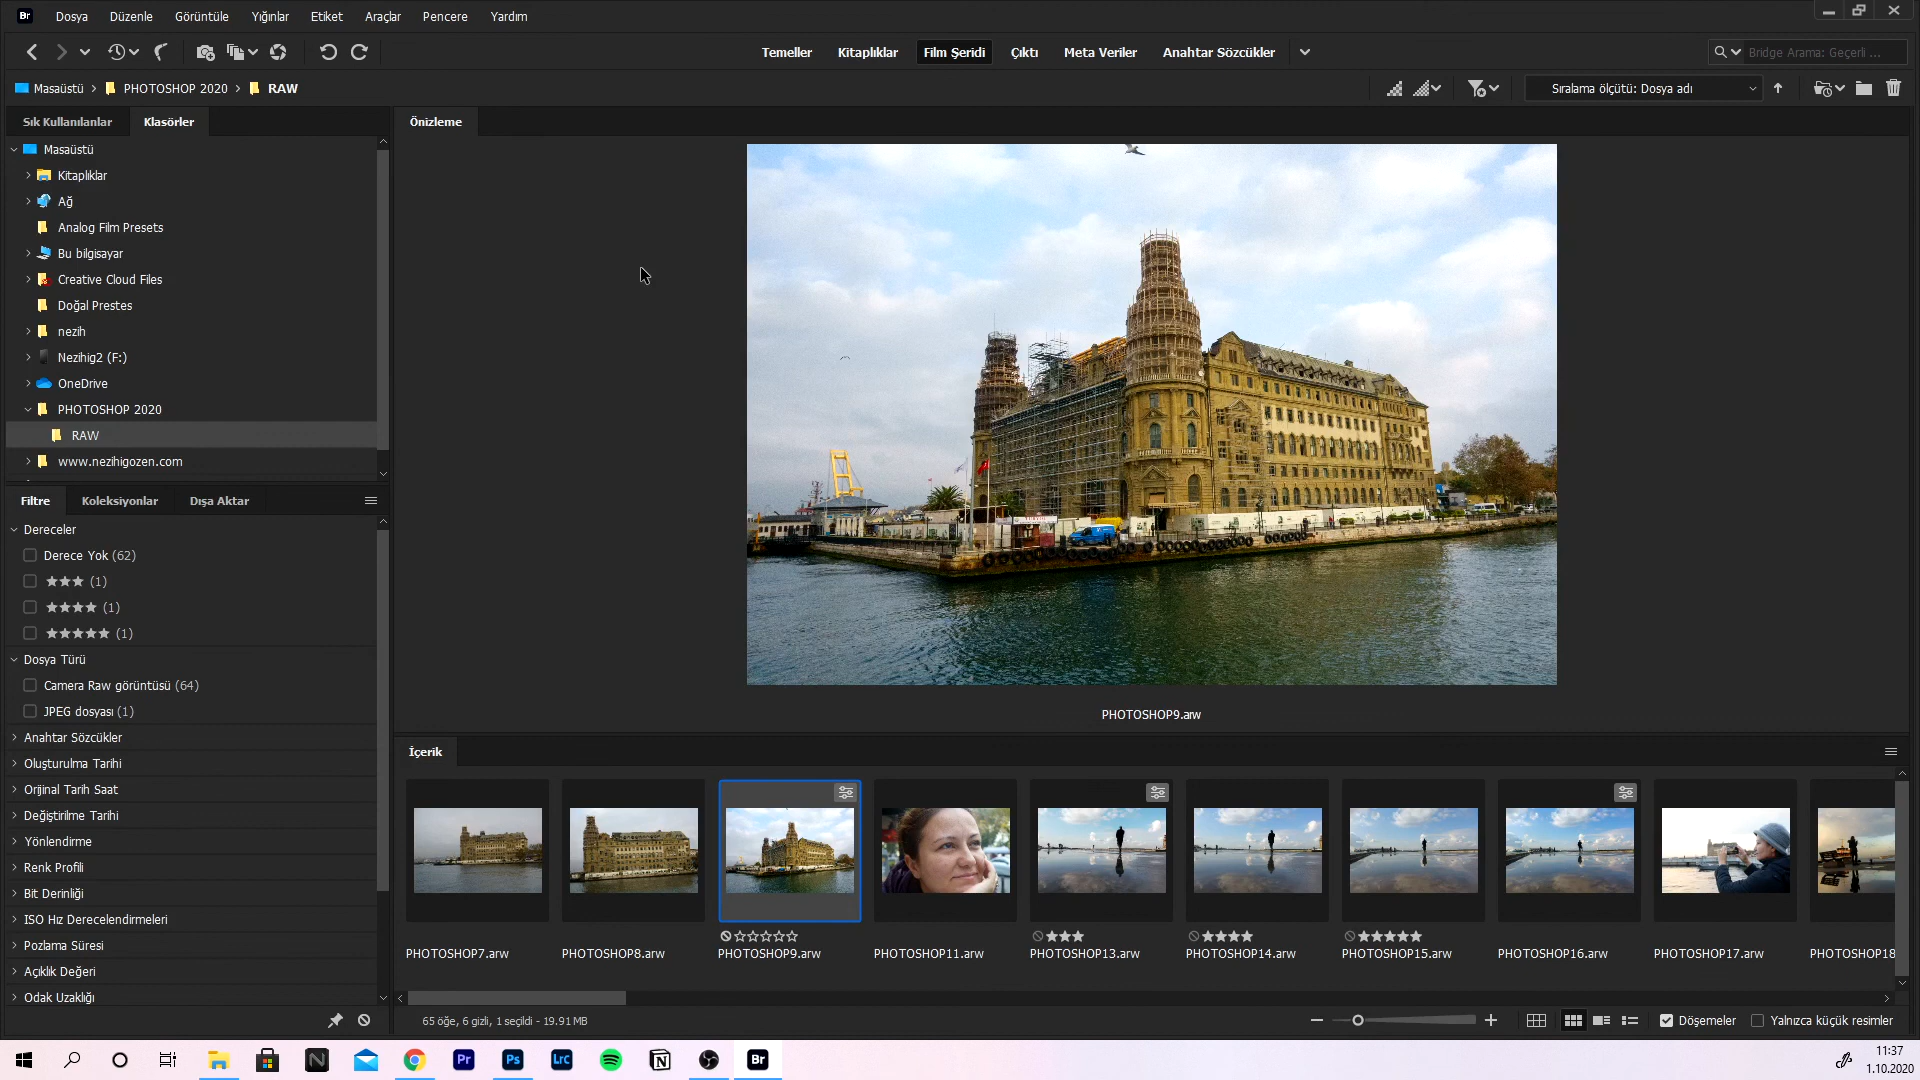 Br Dosya Düzenle Görüntüle Yığınlar Etiket Araçlar Pencere Yardım
Temeller Kitaplıklar Film Şeridi Çıktı Meta Veriler Anahtar Sözcükler Bridge Arama: Geçerli ...
Masaüstü PHOTOSHOP 2020 RAW Sıralama ölçütü: Dosya adı
Sık Kullanılanlar Klasörler
Masaüstü
Kitaplıklar
Ağ
Analog Film Presets
Bu bilgisayar
Creative Cloud Files
Doğal Prestes
nezih
Nezihig2 (F:)
OneDrive
PHOTOSHOP 2020
RAW
www.nezihigozen.com
Filtre Koleksiyonlar Dışa Aktar
Dereceler
Derece Yok (62)
★★★ (1)
★★★★ (1)
★★★★★ (1)
Dosya Türü
Camera Raw görüntüsü (64)
JPEG dosyası (1)
Anahtar Sözcükler
Oluşturulma Tarihi
Orijinal Tarih Saat
Değiştirilme Tarihi
Yönlendirme
Renk Profili
Bit Derinliği
ISO Hız Derecelendirmeleri
Pozlama Süresi
Açıklık Değeri
Odak Uzaklığı
Önizleme
PHOTOSHOP9.arw
İçerik
PHOTOSHOP7.arw PHOTOSHOP8.arw PHOTOSHOP9.arw PHOTOSHOP11.arw PHOTOSHOP13.arw PHOTOSHOP14.arw PHOTOSHOP15.arw PHOTOSHOP16.arw PHOTOSHOP17.arw PHOTOSHOP18
65 öğe, 6 gizli, 1 seçildi - 19.91 MB Döşemeler Yalnızca küçük resimler
Pr Ps Lrc Br
11:37
1.10.2020